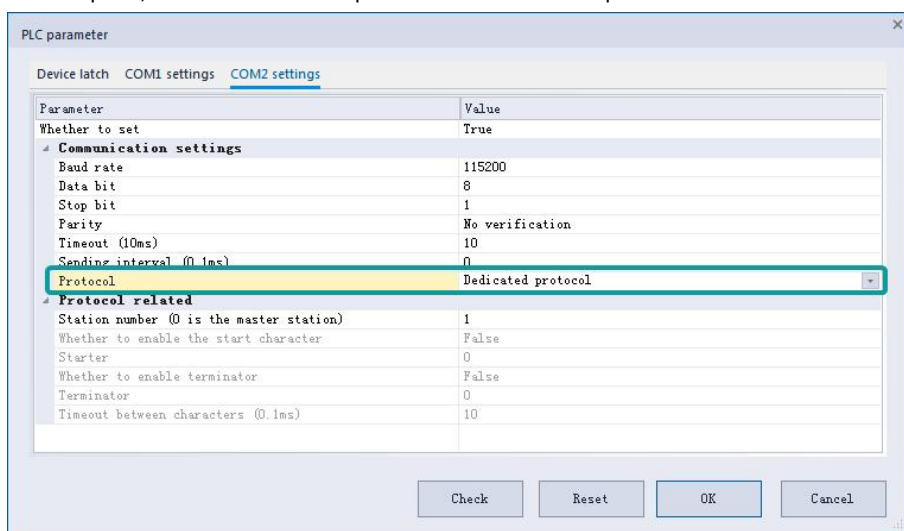 PLC parameter
Device latch COM1 settings COM2 settings
Parameter Value
Whether to set True
Communication settings
Baud rate 115200
Data bit 8
Stop bit 1
Parity No verification
Timeout (10ms) 10
Sending interval (0.1ms) 0
Protocol Dedicated protocol
Protocol related
Station number (0 is the master station) 1
Whether to enable the start character False
Starter 0
Whether to enable terminator False
Terminator 0
Timeout between characters (0.1ms) 10
Check Reset OK Cancel